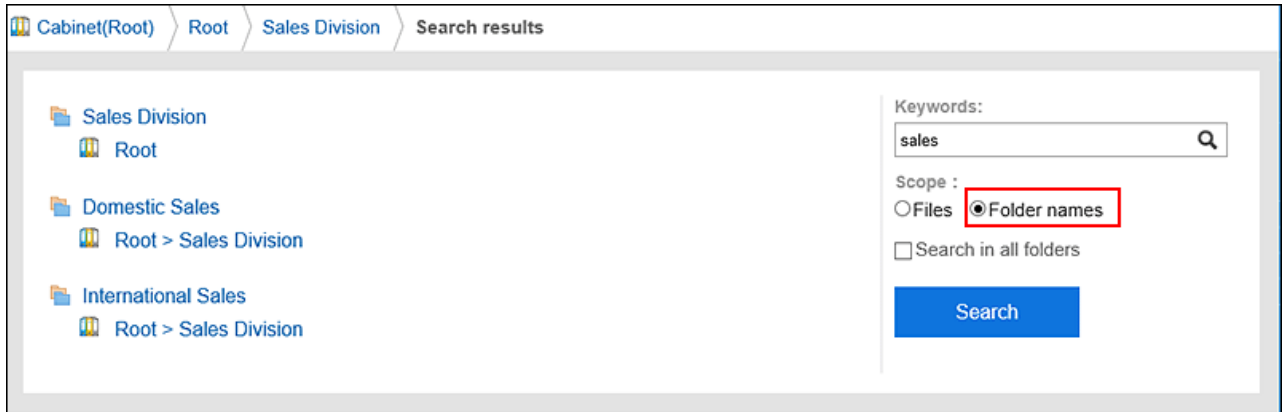 Cabinet(Root) Root Sales Division Search results
Sales Division
Root
Domestic Sales
Root > Sales Division
International Sales
Root > Sales Division
Keywords:
sales
Scope :
Files Folder names
Search in all folders
Search